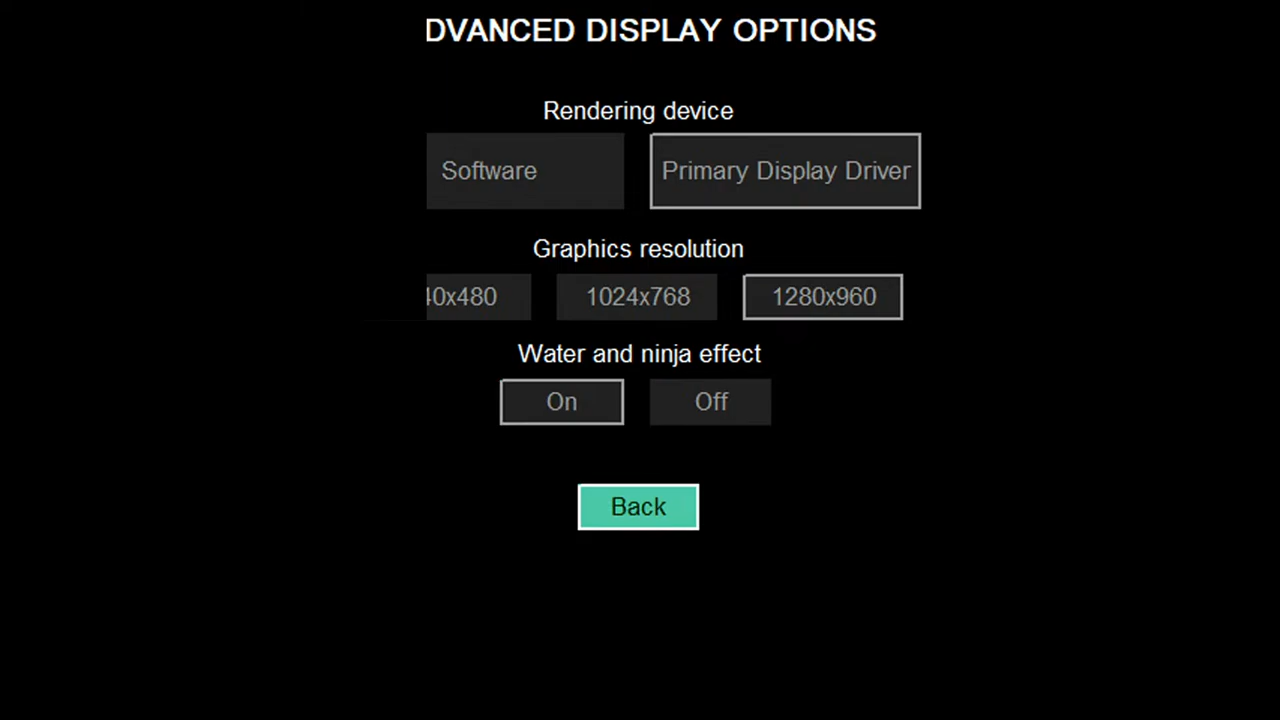 DVANCED DISPLAY OPTIONS
Rendering device
Software Primary Display Driver
Graphics resolution
40x480 1024x768 1280x960
Water and ninja effect
On Off
Back